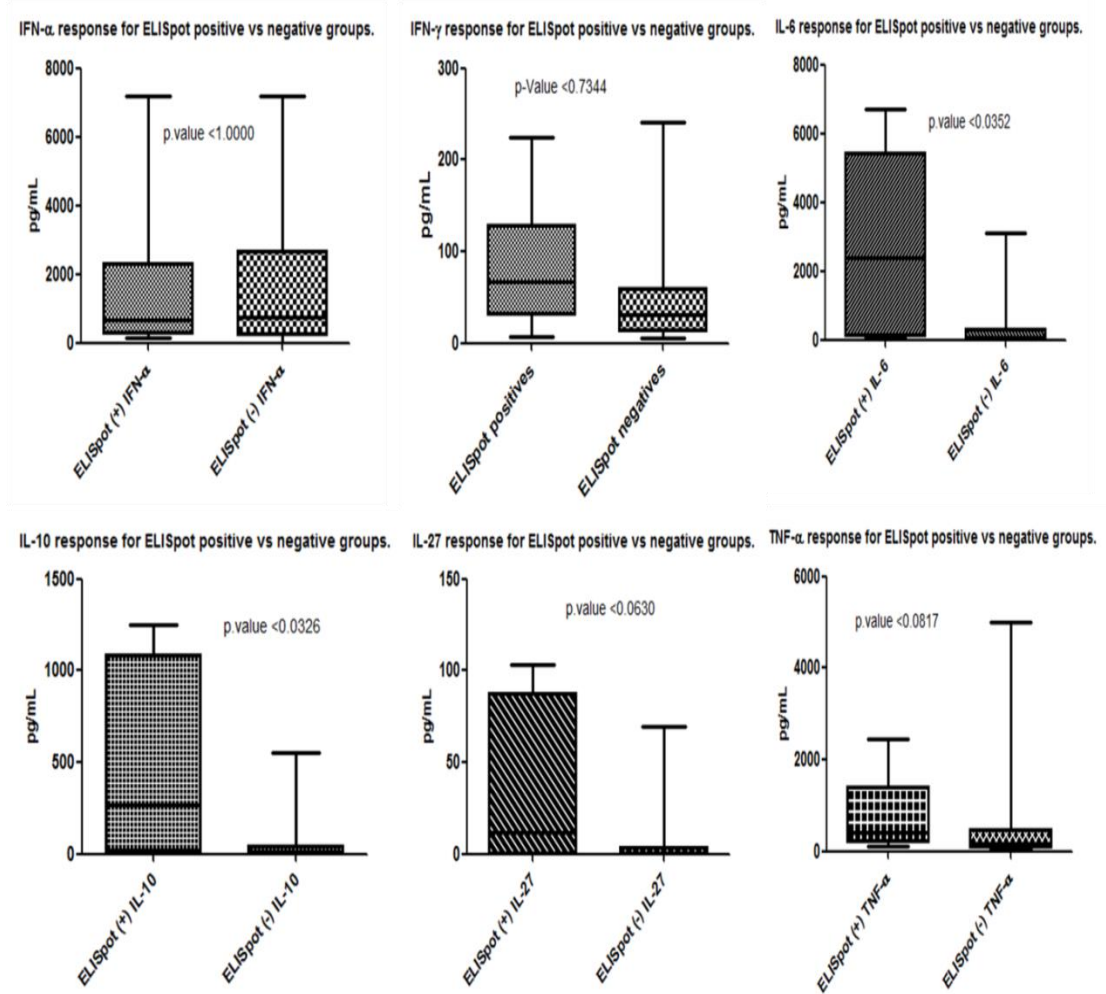 IFN-α response for ELISpot positive vs negative groups.
8000
6000
4000
2000
0
pg/mL
p.value <1.0000
ELISpot (+) IFN-α
ELISpot (-) IFN-α
IFN-γ response for ELISpot positive vs negative groups.
300
200
100
0
pg/mL
p-Value <0.7344
ELISpot positives
ELISpot negatives
IL-6 response for ELISpot positive vs negative groups.
8000
6000
4000
2000
0
pg/mL
p.value <0.0352
ELISpot (+) IL-6
ELISpot (-) IL-6
IL-10 response for ELISpot positive vs negative groups.
1500
1000
500
0
pg/mL
p.value <0.0326
ELISpot (+) IL-10
ELISpot (-) IL-10
IL-27 response for ELISpot positive vs negative groups.
150
100
50
0
pg/mL
p.value <0.0630
ELISpot (+) IL-27
ELISpot (-) IL-27
TNF-α response for ELISpot positive vs negative groups.
6000
4000
2000
0
pg/mL
p.value <0.0817
ELISpot (+) TNF-α
ELISpot (-) TNF-α